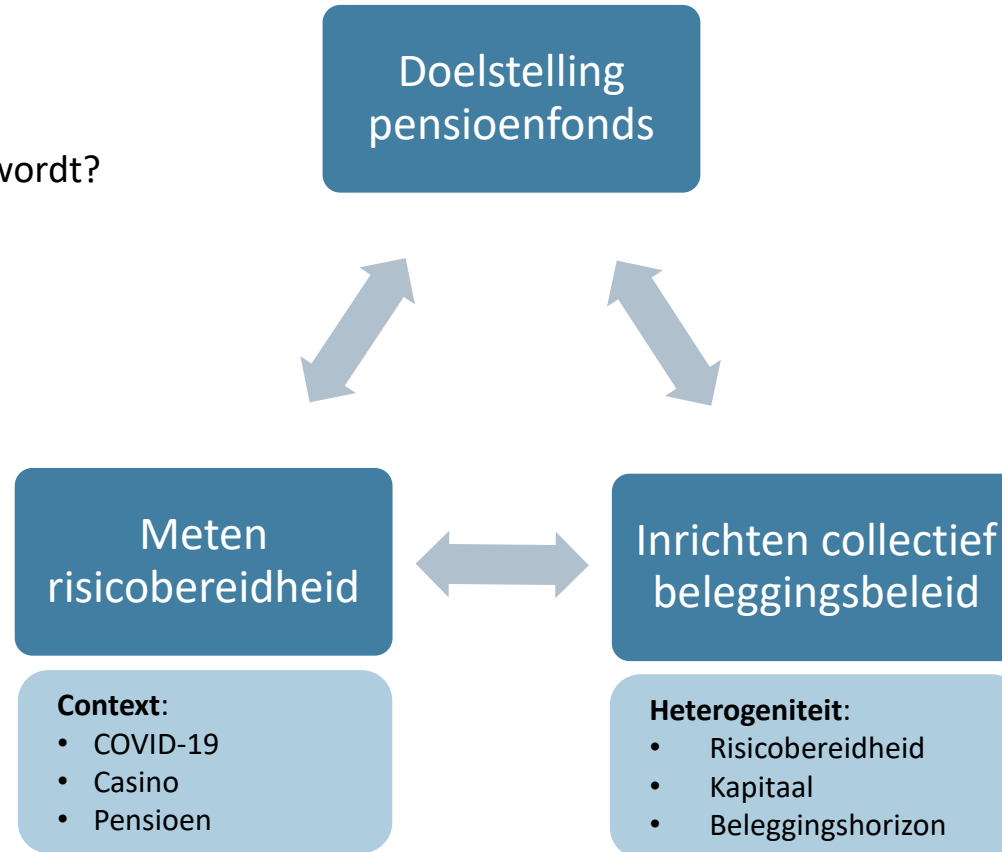 Doelstelling
pensioenfonds
wordt?
Meten
risicobereidheid
Inrichten collectief
beleggingsbeleid
Context:
• COVID-19
• Casino
• Pensioen
Heterogeniteit:
• Risicobereidheid
• Kapitaal
• Beleggingshorizon